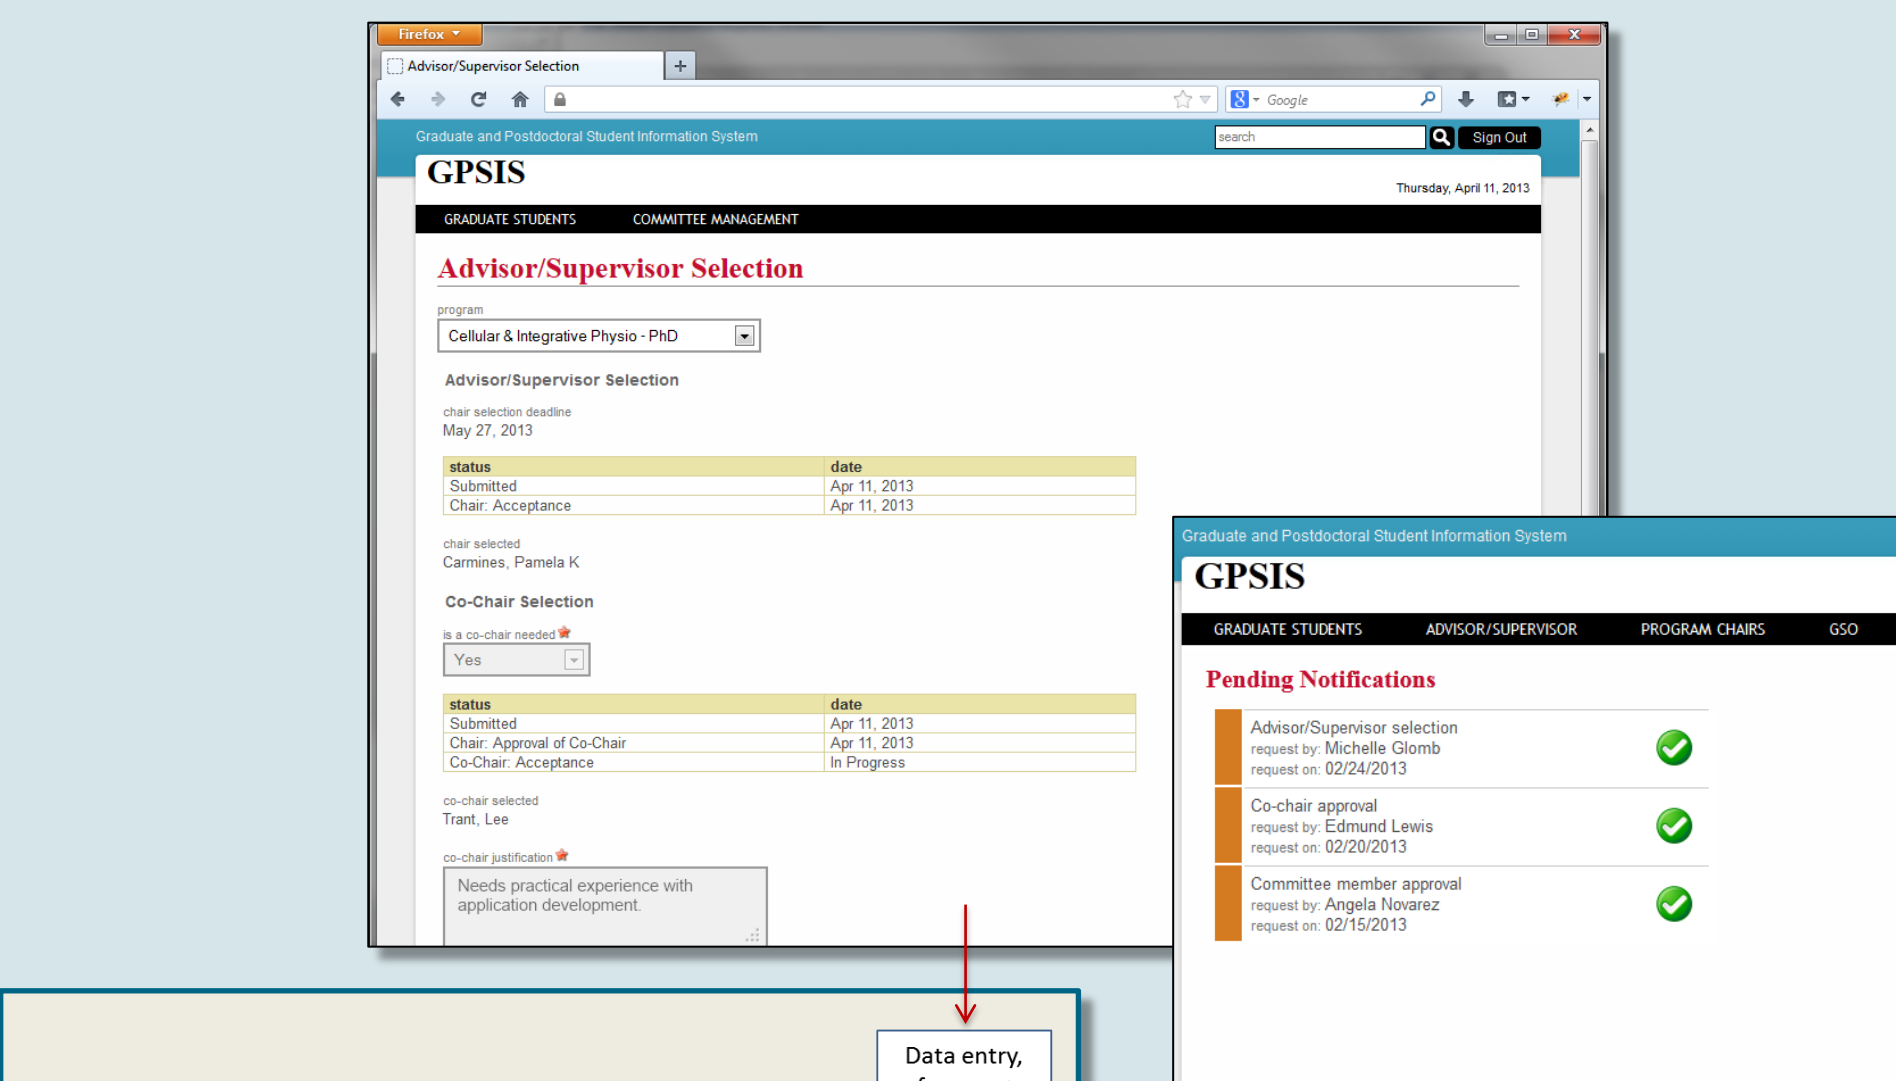 Firefox
Advisor/Supervisor Selection
+
Google
Graduate and Postdoctoral Student Information System
search
Sign Out
GPSIS
Thursday, April 11, 2013
GRADUATE STUDENTS COMMITTEE MANAGEMENT
Advisor/Supervisor Selection
program
Cellular & Integrative Physio - PhD
Advisor/Supervisor Selection
chair selection deadline
May 27, 2013
status date
Submitted Apr 11, 2013
Chair: Acceptance Apr 11, 2013
chair selected
Carmines, Pamela K
Co-Chair Selection
is a co-chair needed
Yes
status date
Submitted Apr 11, 2013
Chair: Approval of Co-Chair Apr 11, 2013
Co-Chair: Acceptance In Progress
co-chair selected
Trant, Lee
co-chair justification
Needs practical experience with
application development.
Graduate and Postdoctoral Student Information System
GPSIS
GRADUATE STUDENTS ADVISOR/SUPERVISOR PROGRAM CHAIRS GSO
Pending Notifications
Advisor/Supervisor selection
request by: Michelle Glomb
request on: 02/24/2013
Co-chair approval
request by: Edmund Lewis
request on: 02/20/2013
Committee member approval
request by: Angela Novarez
request on: 02/15/2013
Data entry,